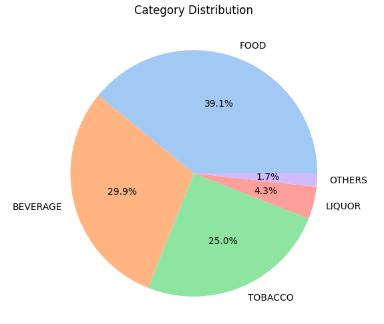 Category Distribution
FOOD
39.1%
BEVERAGE
29.9%
TOBACCO
25.0%
LIQUOR
4.3%
OTHERS
1.7%